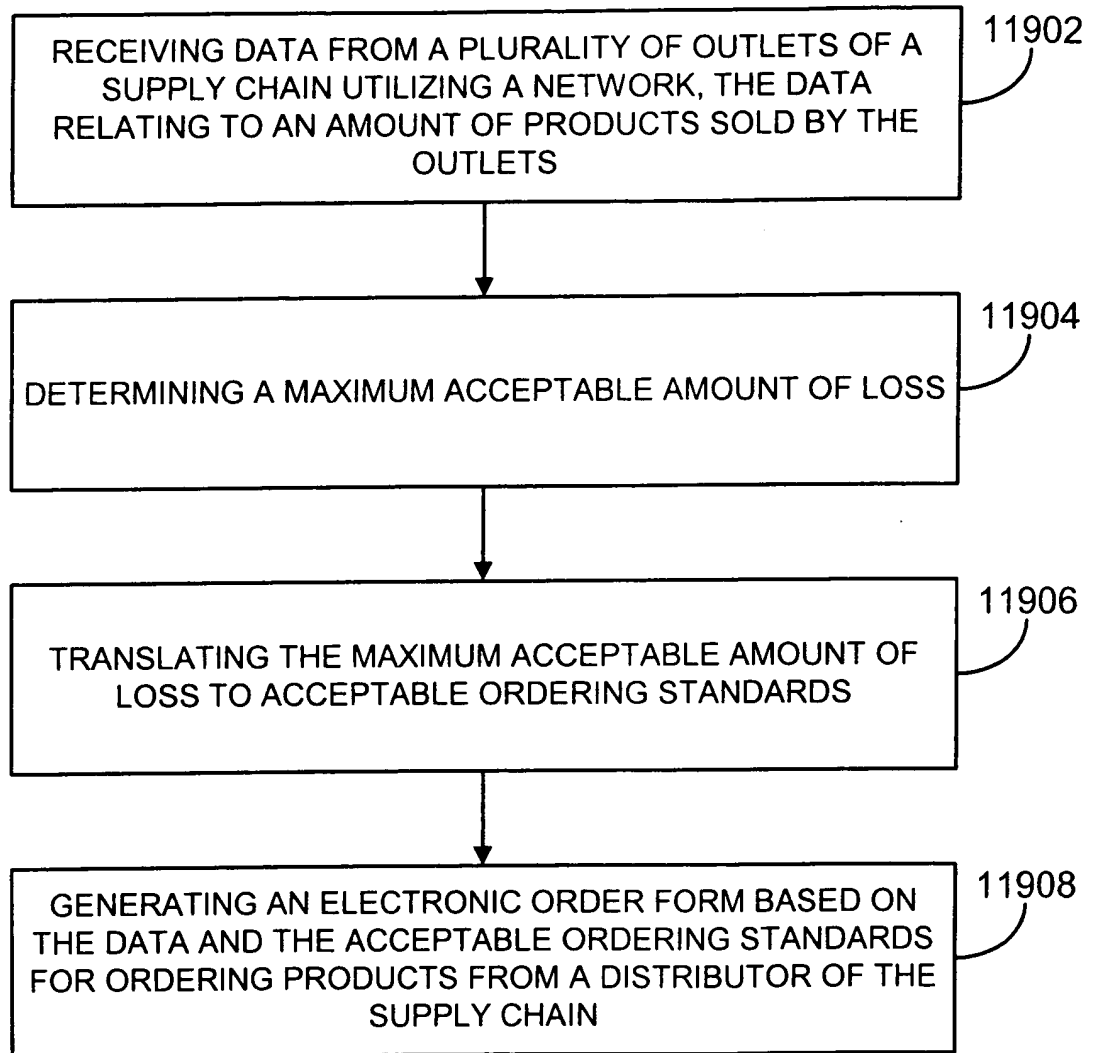 11902
RECEIVING DATA FROM A PLURALITY OF OUTLETS OF A
SUPPLY CHAIN UTILIZING A NETWORK, THE DATA
RELATING TO AN AMOUNT OF PRODUCTS SOLD BY THE
OUTLETS
11904
DETERMINING A MAXIMUM ACCEPTABLE AMOUNT OF LOSS
11906
TRANSLATING THE MAXIMUM ACCEPTABLE AMOUNT OF
LOSS TO ACCEPTABLE ORDERING STANDARDS
11908
GENERATING AN ELECTRONIC ORDER FORM BASED ON
THE DATA AND THE ACCEPTABLE ORDERING STANDARDS
FOR ORDERING PRODUCTS FROM A DISTRIBUTOR OF THE
SUPPLY CHAIN